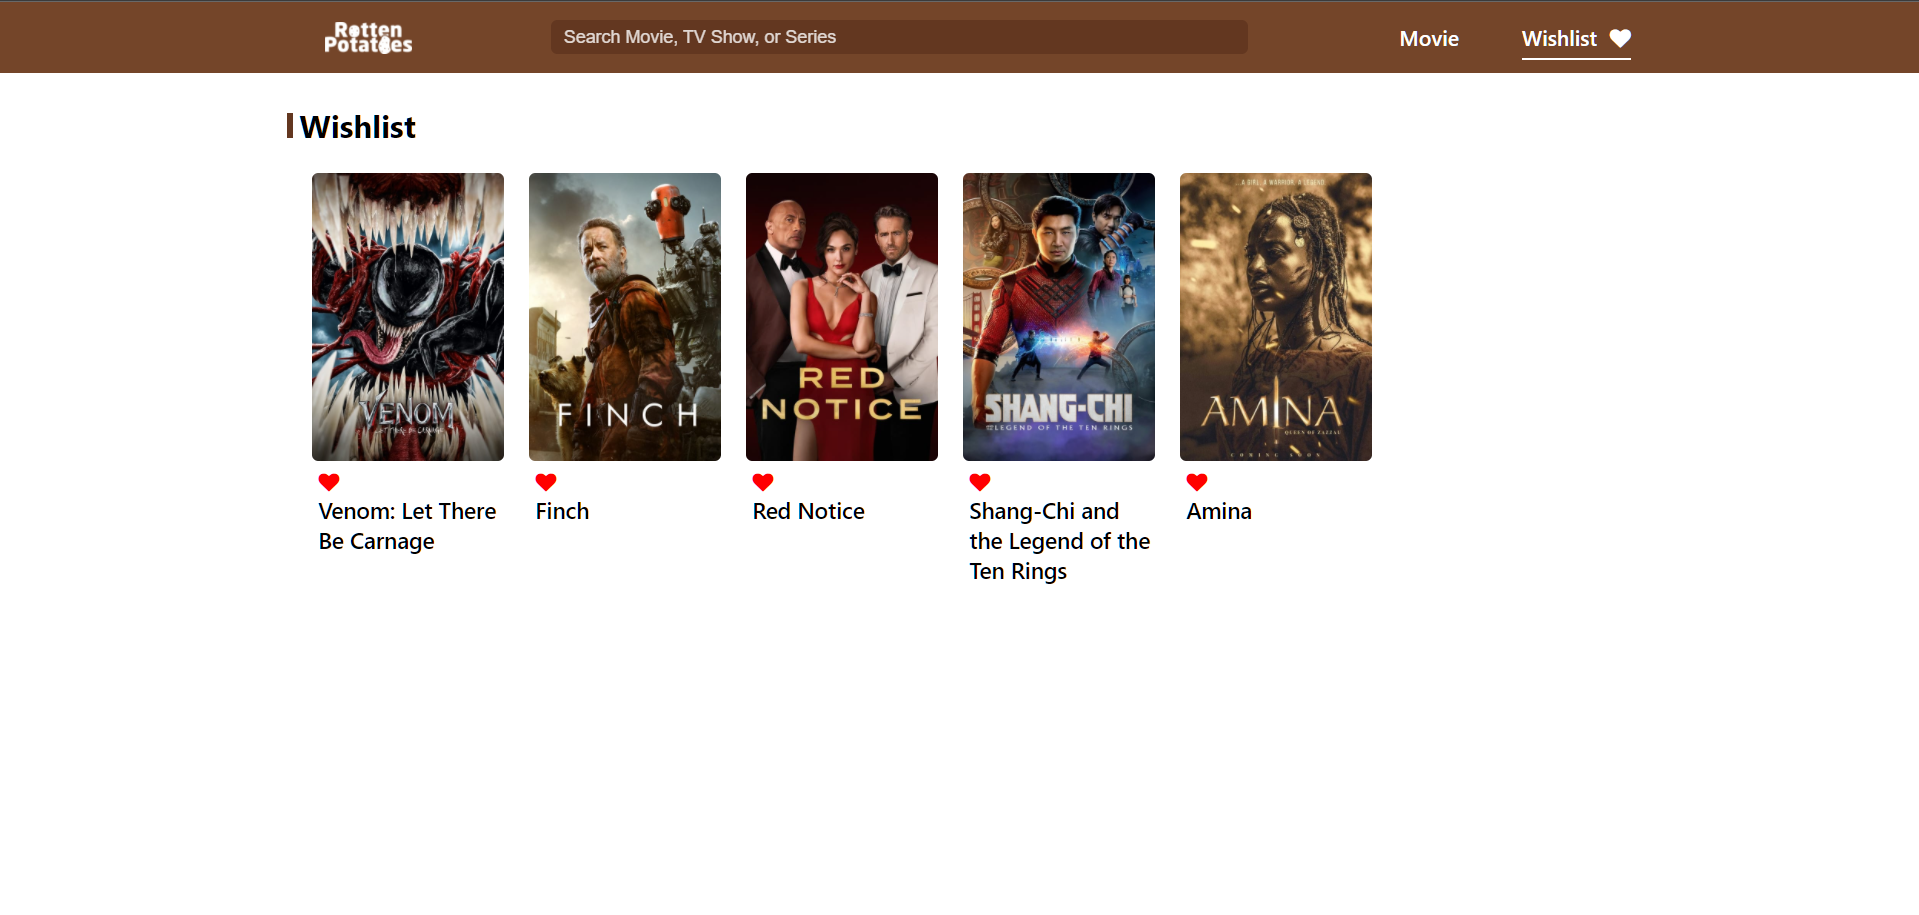 Rotten
Potatoes
Search Movie, TV Show, or Series
Movie
Wishlist
Wishlist
VENOM
LET THERE BE CARNAGE
FINCH
RED
NOTICE
SHANG-CHI
AND THE LEGEND OF THE TEN RINGS
...A GIRL. A WARRIOR. A LEGEND.
AMINA
QUEEN OF ZAZZAU
COMING SOON
Venom: Let There
Be Carnage
Finch
Red Notice
Shang-Chi and
the Legend of the
Ten Rings
Amina